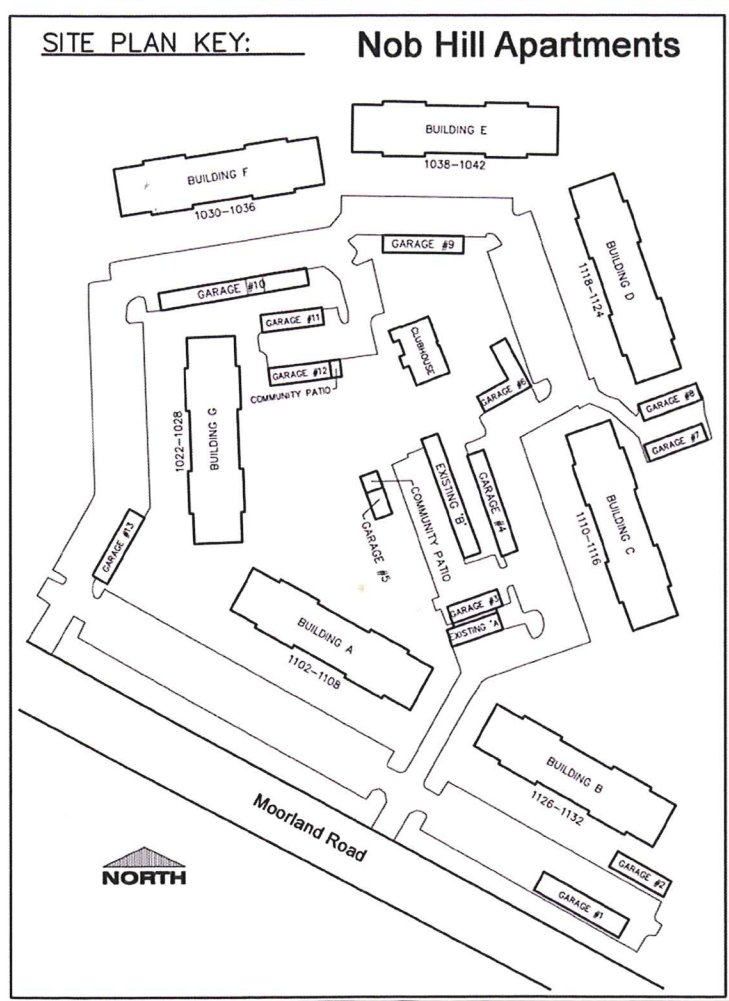 SITE PLAN KEY:
Nob Hill Apartments
BUILDING E
1038-1042
BUILDING F
1030-1036
GARAGE #9
BUILDING D
1118-1124
GARAGE #10
GARAGE #11
CLUBHOUSE
GARAGE #12
COMMUNITY PATIO
GARAGE #6
GARAGE #8
GARAGE #7
BUILDING G
1022-1028
EXISTING 'B'
GARAGE #4
COMMUNITY PATIO
GARAGE #5
BUILDING C
1110-1116
GARAGE #13
GARAGE #3
EXISTING 'A'
BUILDING A
1102-1108
BUILDING B
1126-1132
Moorland Road
NORTH
GARAGE #2
GARAGE #1